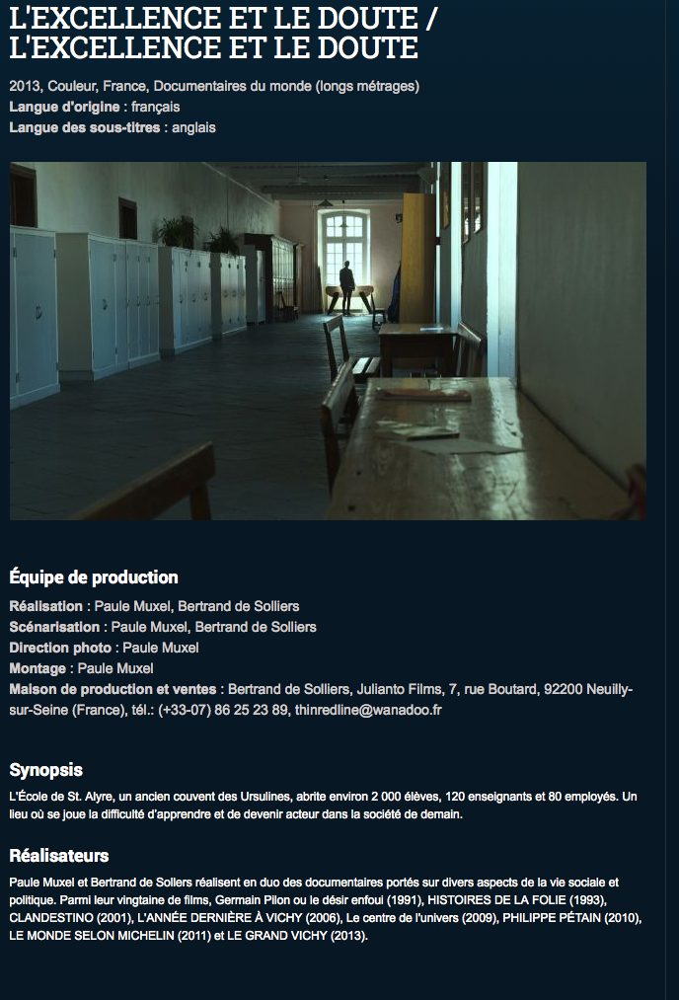 L'EXCELLENCE ET LE DOUTE /
L'EXCELLENCE ET LE DOUTE
2013, Couleur, France, Documentaires du monde (longs métrages)
Langue d'origine : français
Langue des sous-titres : anglais
Équipe de production
Réalisation : Paule Muxel, Bertrand de Solliers
Scénarisation : Paule Muxel, Bertrand de Solliers
Direction photo : Paule Muxel
Montage : Paule Muxel
Maison de production et ventes : Bertrand de Solliers, Julianto Films, 7, rue Boutard, 92200 Neuilly-
sur-Seine (France), tél.: (+33-07) 86 25 23 89, thinredline@wanadoo.fr
Synopsis
L'École de St. Alyre, un ancien couvent des Ursulines, abrite environ 2 000 élèves, 120 enseignants et 80 employés. Un
lieu où se joue la difficulté d'apprendre et de devenir acteur dans la société de demain.
Réalisateurs
Paule Muxel et Bertrand de Sollers réalisent en duo des documentaires portés sur divers aspects de la vie sociale et
politique. Parmi leur vingtaine de films, Germain Pilon ou le désir enfoui (1991), HISTOIRES DE LA FOLIE (1993),
CLANDESTINO (2001), L'ANNÉE DERNIÈRE À VICHY (2006), Le centre de l'univers (2009), PHILIPPE PÉTAIN (2010),
LE MONDE SELON MICHELIN (2011) et LE GRAND VICHY (2013).